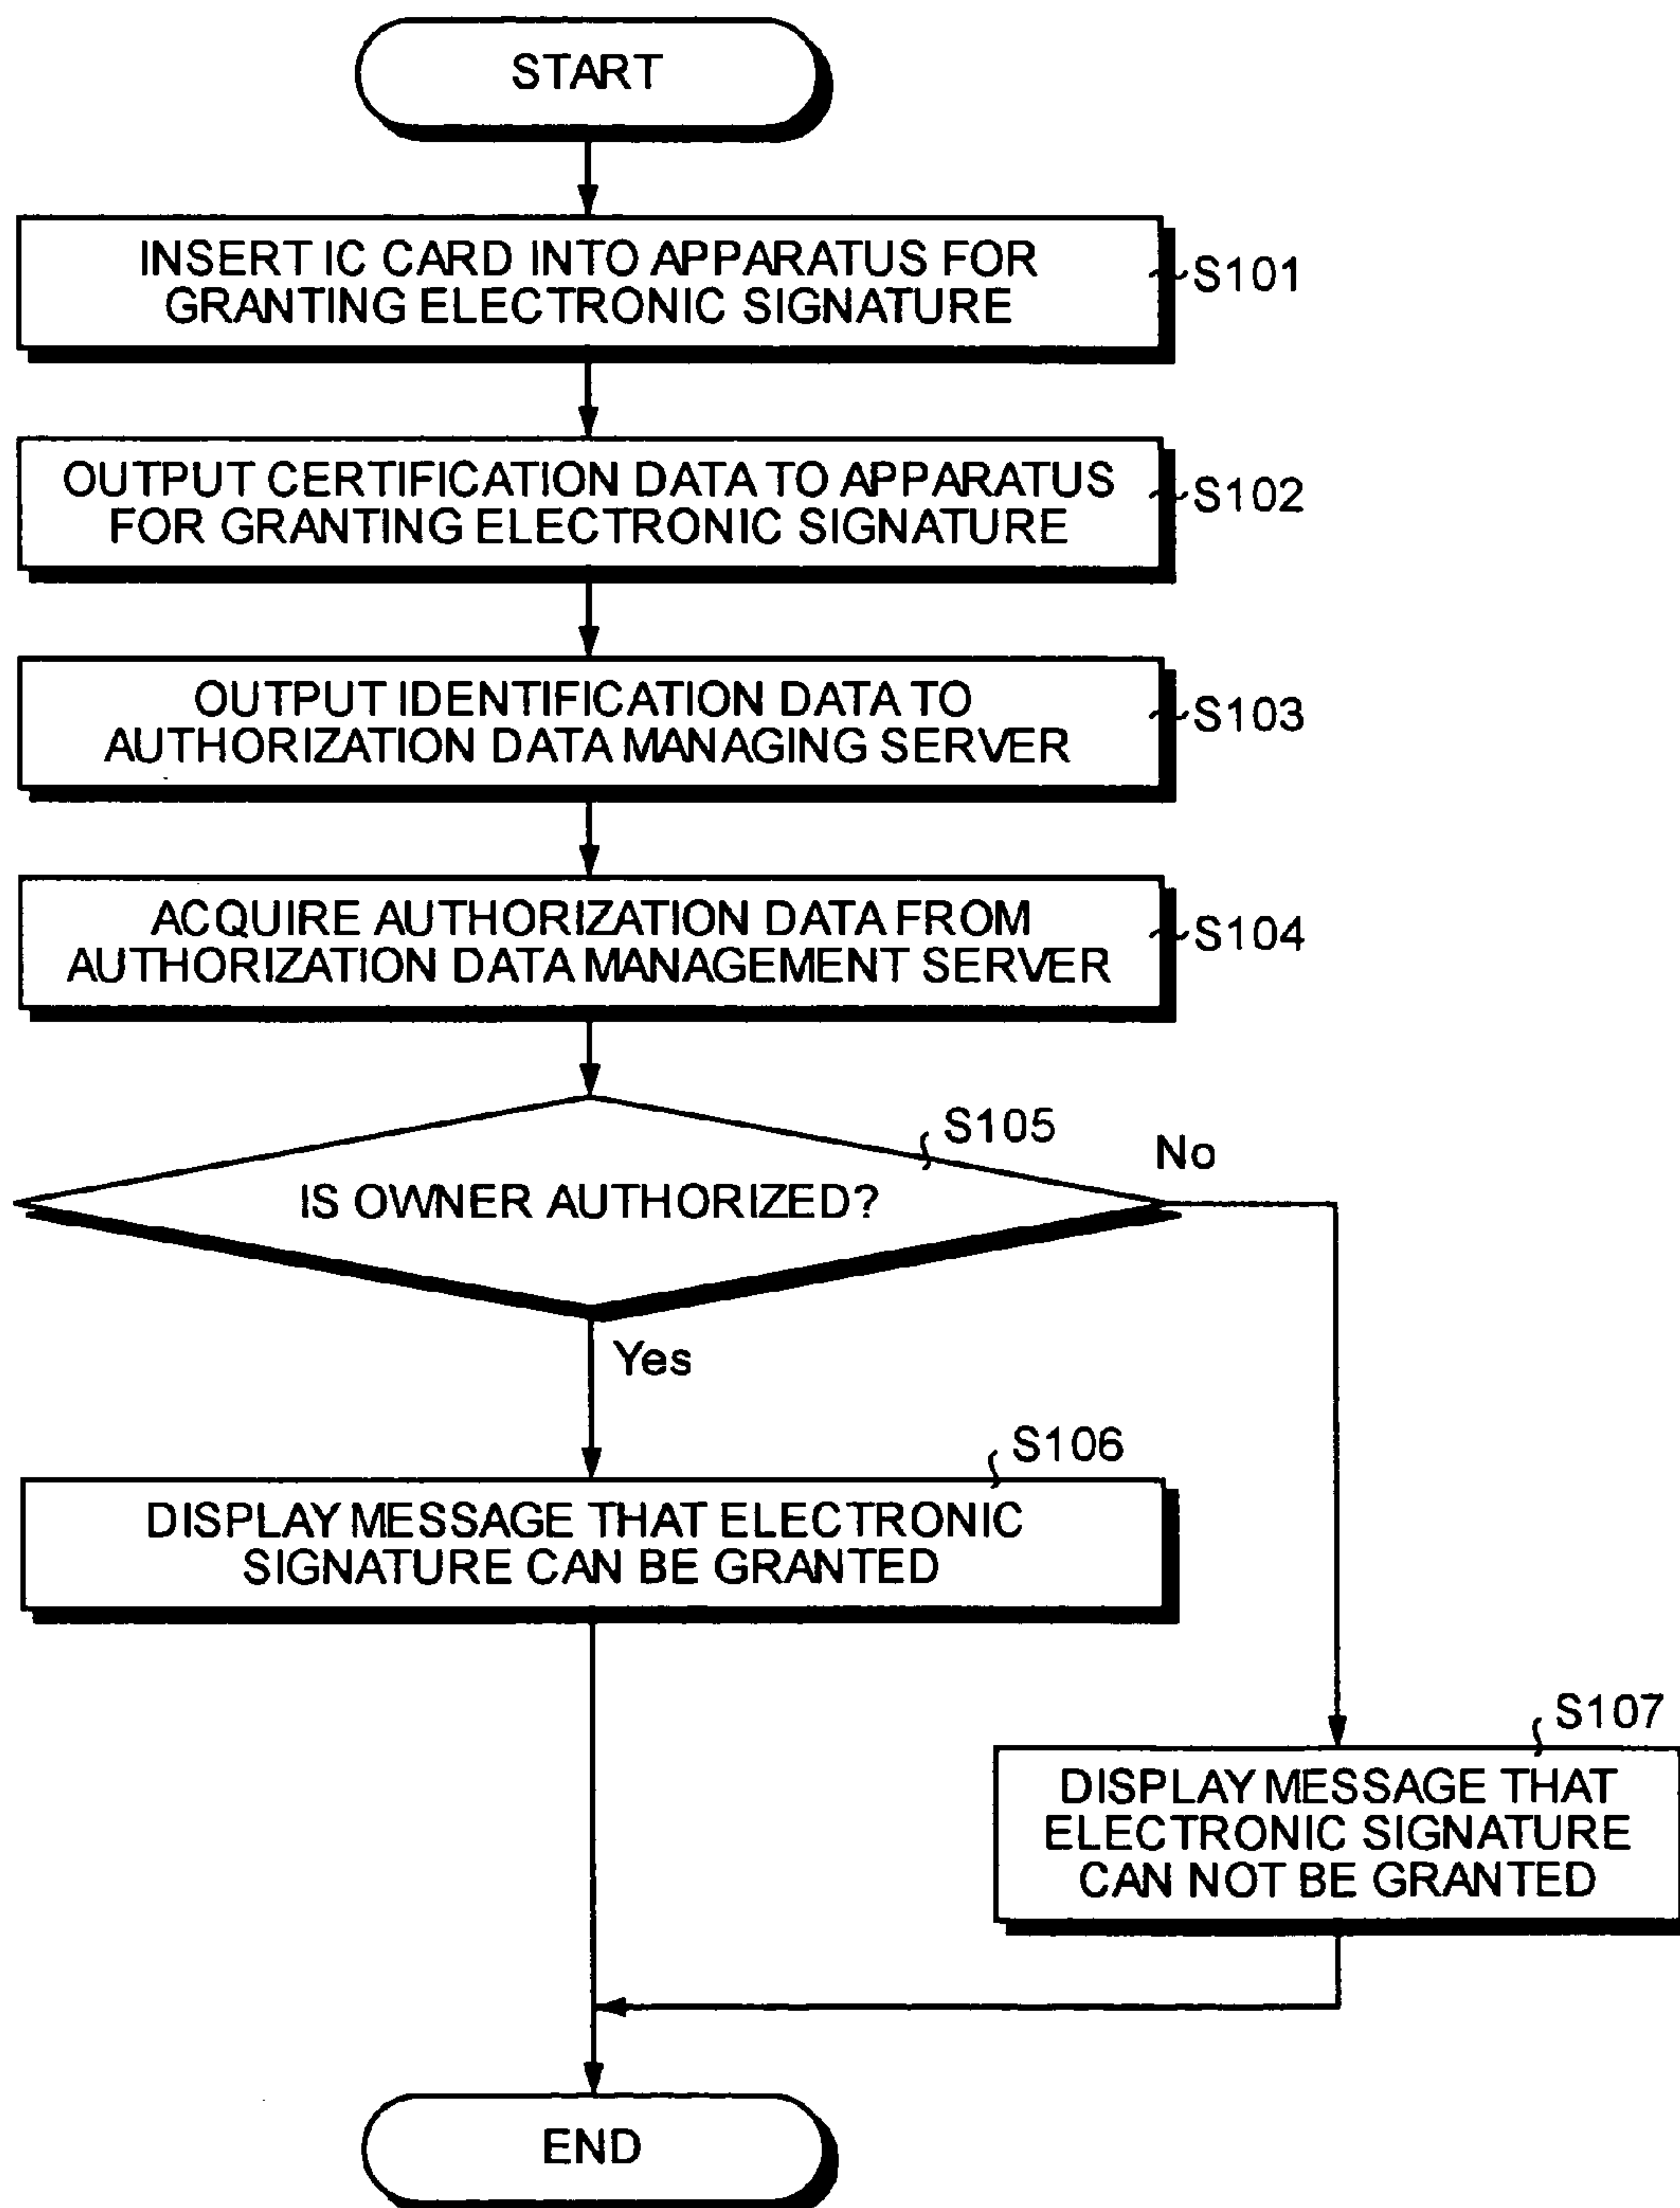 START
INSERT IC CARD INTO APPARATUS FOR
GRANTING ELECTRONIC SIGNATURE
S101
OUTPUT CERTIFICATION DATA TO APPARATUS
FOR GRANTING ELECTRONIC SIGNATURE
S102
OUTPUT IDENTIFICATION DATA TO
AUTHORIZATION DATA MANAGING SERVER
S103
ACQUIRE AUTHORIZATION DATA FROM
AUTHORIZATION DATA MANAGEMENT SERVER
S104
S105
No
IS OWNER AUTHORIZED?
Yes
S106
DISPLAY MESSAGE THAT ELECTRONIC
SIGNATURE CAN BE GRANTED
S107
DISPLAY MESSAGE THAT
ELECTRONIC SIGNATURE
CAN NOT BE GRANTED
END